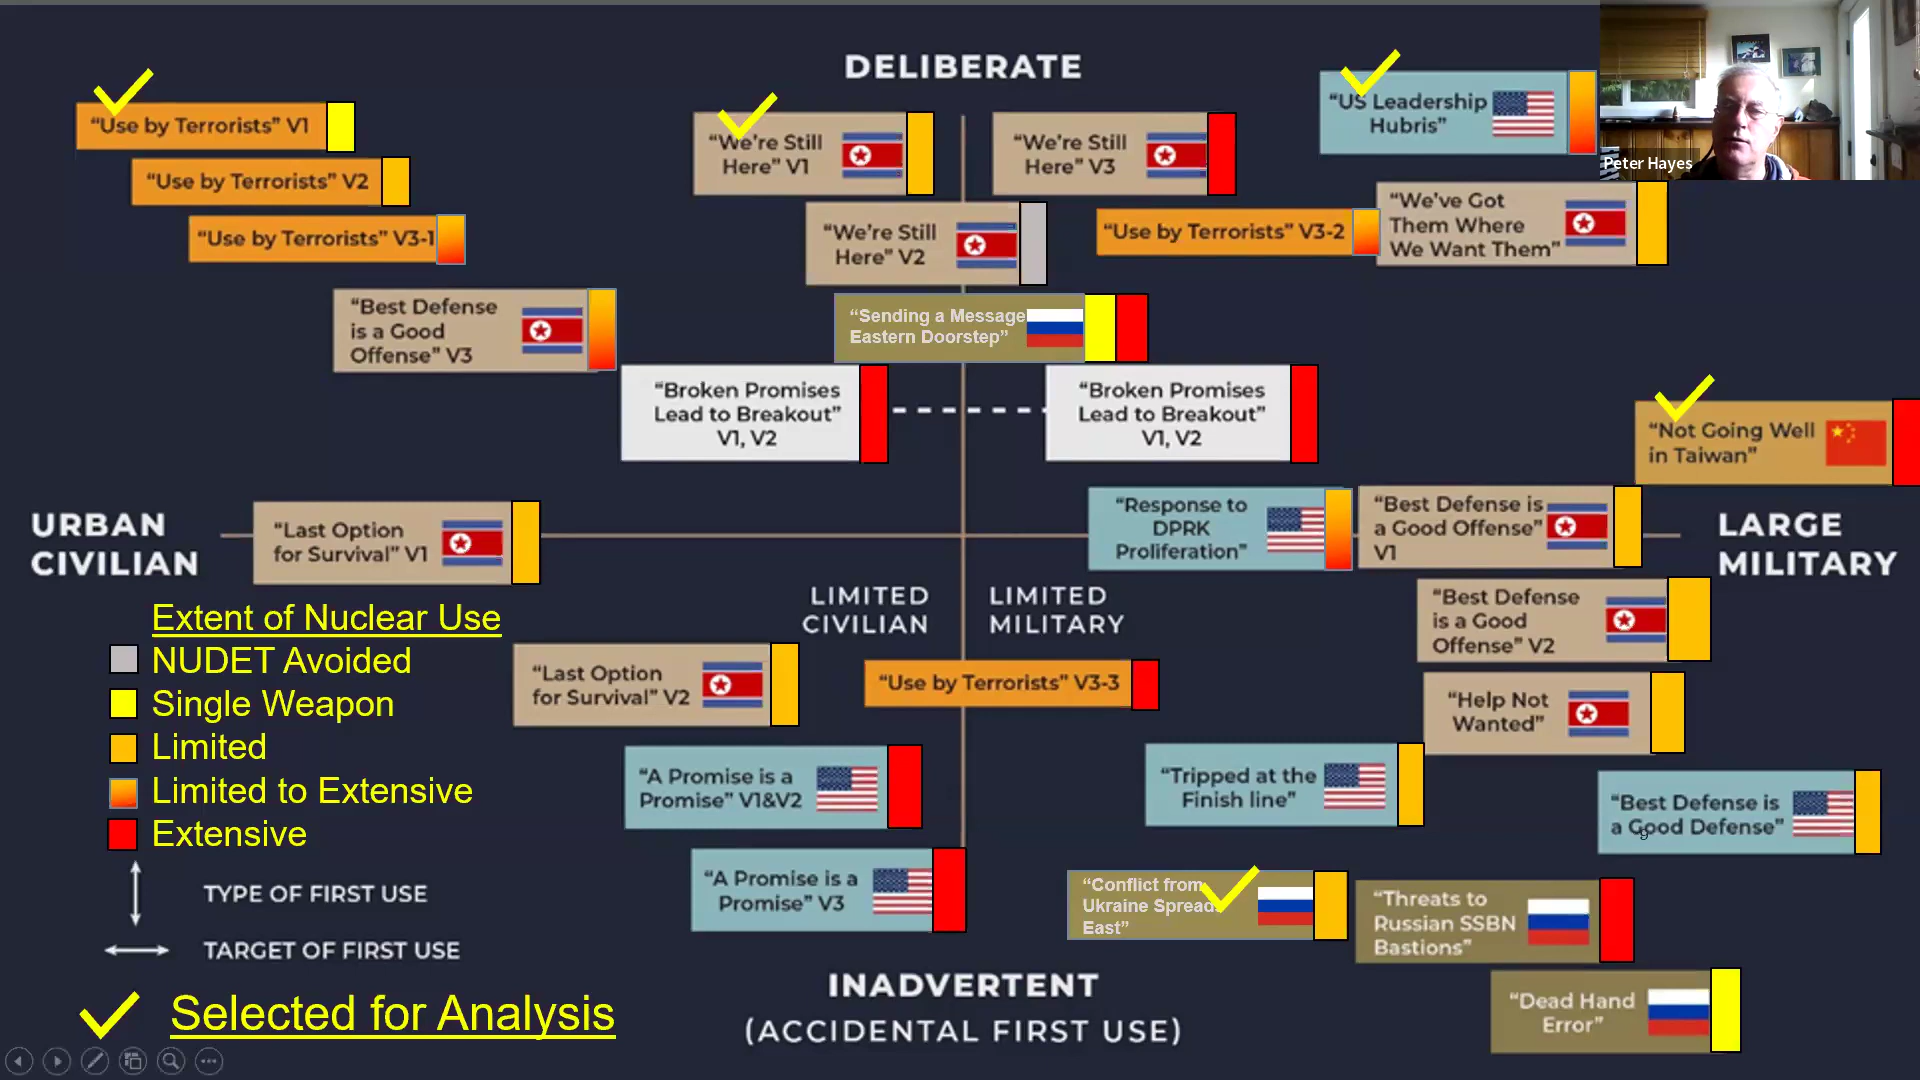 DELIBERATE
Peter Hayes
“Use by Terrorists” V1
“Use by Terrorists” V2
“Use by Terrorists” V3-1
“We’re Still
Here” V1
“We’re Still
Here” V3
“US Leadership
Hubris”
“We’re Still
Here” V2
“Use by Terrorists” V3-2
“We’ve Got
Them Where
We Want Them”
“Best Defense
is a Good
Offense” V3
“Sending a Message
Eastern Doorstep”
“Broken Promises
Lead to Breakout”
V1, V2
“Broken Promises
Lead to Breakout”
V1, V2
“Not Going Well
in Taiwan”
URBAN
CIVILIAN
“Last Option
for Survival” V1
“Response to
DPRK
Proliferation”
“Best Defense is
a Good Offense”
V1
LARGE
MILITARY
LIMITED
CIVILIAN
LIMITED
MILITARY
“Best Defense
is a Good
Offense” V2
Extent of Nuclear Use
NUDET Avoided
Single Weapon
Limited
Limited to Extensive
Extensive
“Last Option
for Survival” V2
“Use by Terrorists” V3-3
“Help Not
Wanted”
“A Promise is a
Promise” V1&V2
“Tripped at the
Finish line”
“Best Defense is
a Good Defense”
9
“A Promise is a
Promise” V3
“Conflict from
Ukraine Spreads
East”
“Threats to
Russian SSBN
Bastions”
TYPE OF FIRST USE
TARGET OF FIRST USE
INADVERTENT
(ACCIDENTAL FIRST USE)
“Dead Hand
Error”
Selected for Analysis